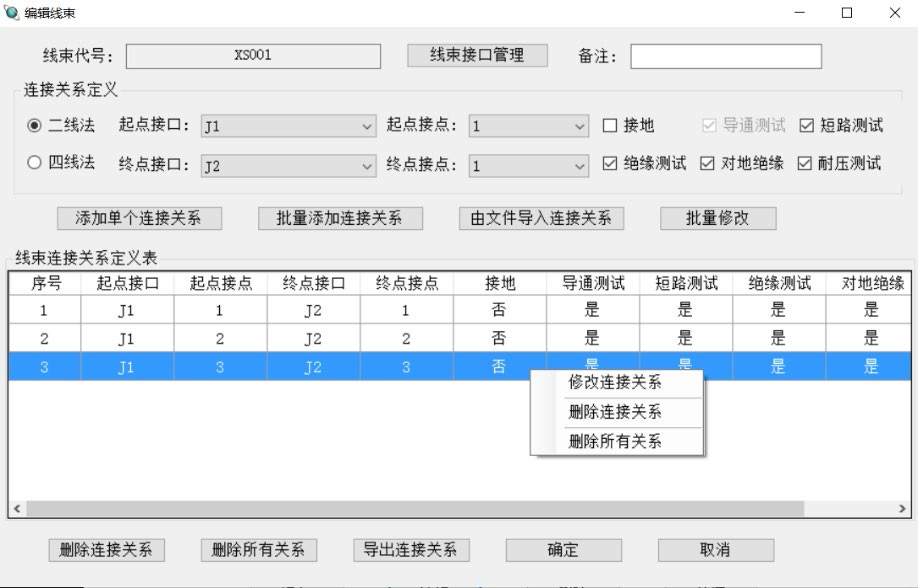 编辑线束
线束代号： XS001 线束接口管理 备注：
连接关系定义
二线法 起点接口： J1 起点接点： 1 接地 导通测试 短路测试
四线法 终点接口： J2 终点接点： 1 绝缘测试 对地绝缘 耐压测试
添加单个连接关系 批量添加连接关系 由文件导入连接关系 批量修改
线束连接关系定义表
序号 起点接口 起点接点 终点接口 终点接点 接地 导通测试 短路测试 绝缘测试 对地绝缘
1 J1 1 J2 1 否 是 是 是 是
2 J1 2 J2 2 否 是 是 是 是
3 J1 3 J2 3 否 是 是 是 是
修改连接关系
删除连接关系
删除所有关系
删除连接关系 删除所有关系 导出连接关系 确定 取消